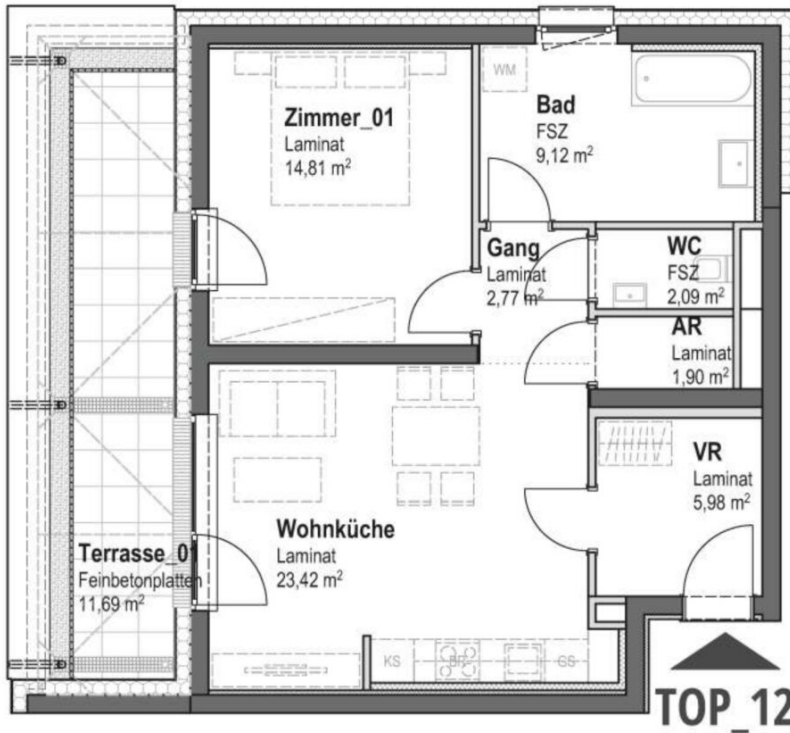 Zimmer_01
Laminat
14,81 m²
WM
Bad
FSZ
9,12 m²
Gang
Laminat
2,77 m²
WC
FSZ
2,09 m²
AR
Laminat
1,90 m²
VR
Laminat
5,98 m²
Wohnküche
Laminat
23,42 m²
Terrasse_01
Feinbetonplatten
11,69 m²
KS
GS
TOP_12